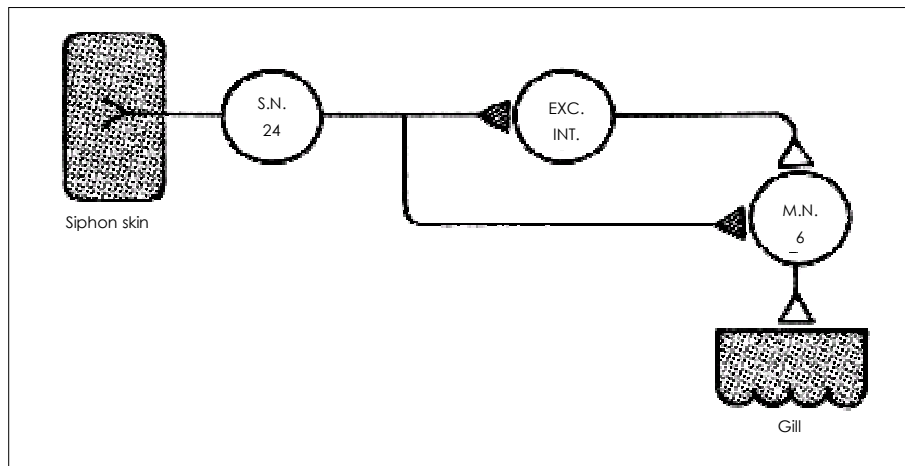 S.N.
24
EXC.
INT.
M.N.
6
Siphon skin
Gill